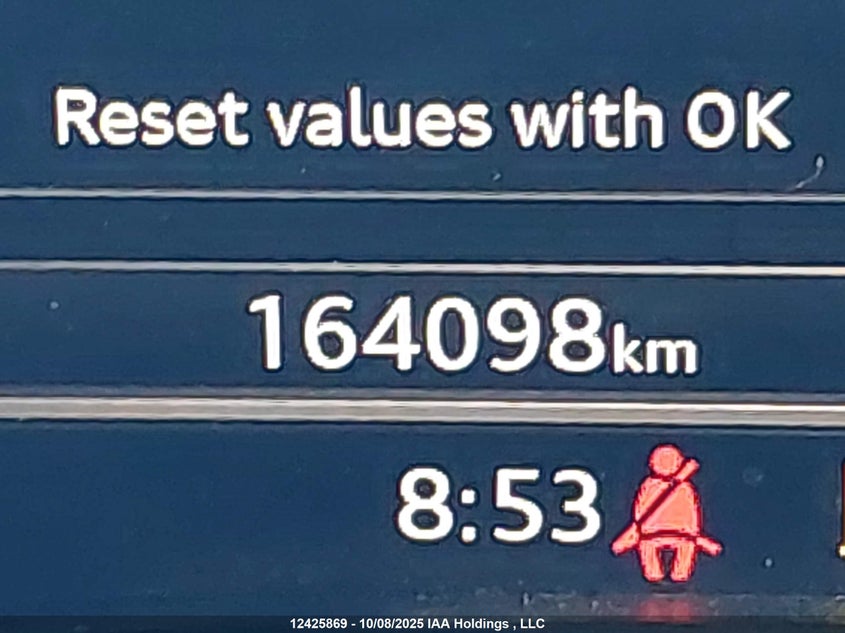 Reset values with OK
164098km
8:53
12425869 - 10/08/2025 IAA Holdings , LLC